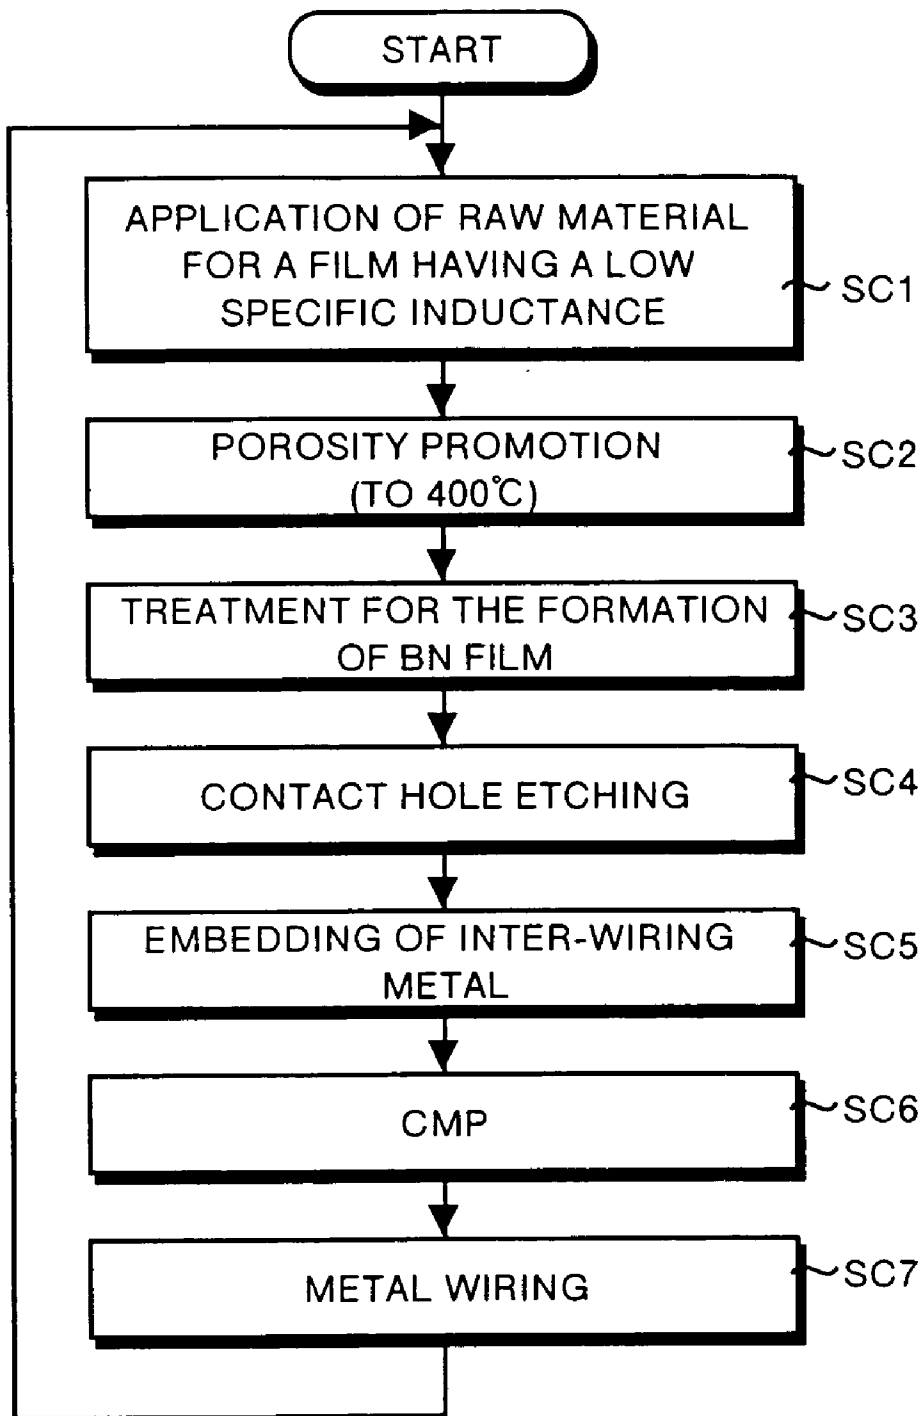 START
APPLICATION OF RAW MATERIAL
FOR A FILM HAVING A LOW
SPECIFIC INDUCTANCE
SC1
POROSITY PROMOTION
(TO 400℃)
SC2
TREATMENT FOR THE FORMATION
OF BN FILM
SC3
CONTACT HOLE ETCHING
SC4
EMBEDDING OF INTER-WIRING
METAL
SC5
CMP
SC6
METAL WIRING
SC7